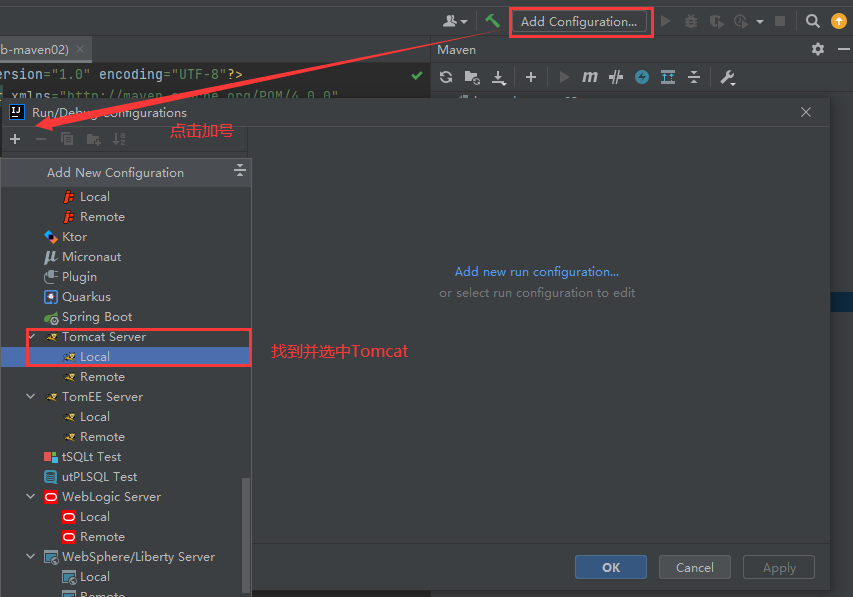 Add Configuration...
b-maven02)
Maven
ersion="1.0" encoding="UTF-8"?>
xmlns="http://maven.apache.org/POM/4.0.0"
Run/Debug Configurations
点击加号
Add New Configuration
Local
Remote
Ktor
Micronaut
Plugin
Quarkus
Spring Boot
Tomcat Server
Local
Remote
TomEE Server
Local
Remote
tSQLt Test
utPLSQL Test
WebLogic Server
Local
Remote
WebSphere/Liberty Server
Local
Remote
Add new run configuration...
or select run configuration to edit
找到并选中Tomcat
OK
Cancel
Apply